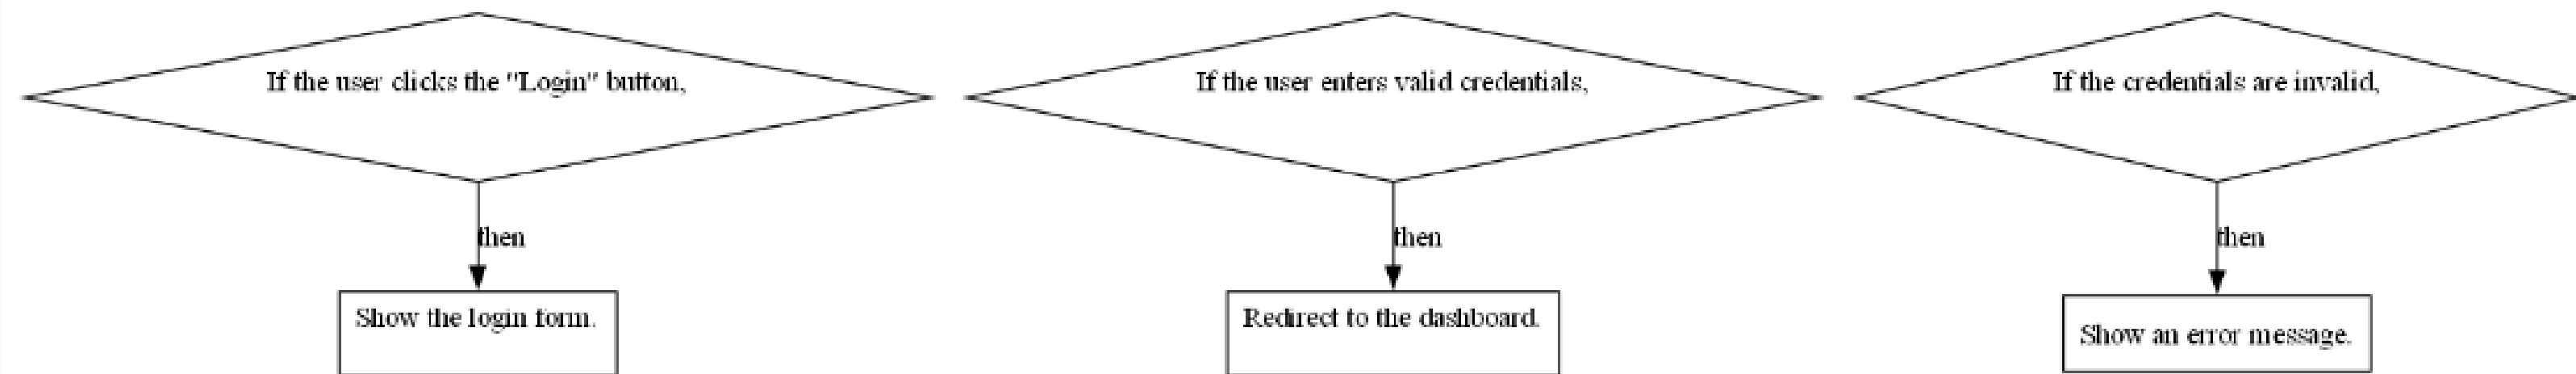 If the user clicks the "Login" button,
If the user enters valid credentials,
If the credentials are invalid,
then
then
then
Show the login form.
Redirect to the dashboard.
Show an error message.